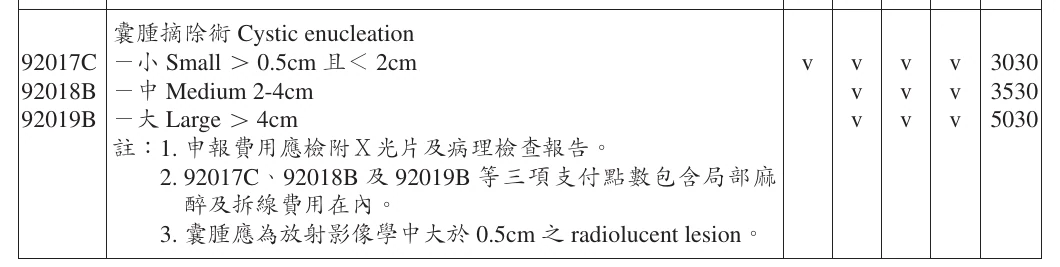 囊腫摘除術 Cystic enucleation
92017C －小 Small ＞ 0.5cm 且＜ 2cm v v v v 3030
92018B －中 Medium 2-4cm v v v 3530
92019B －大 Large ＞ 4cm v v v 5030
註：1. 申報費用應檢附Ｘ光片及病理檢查報告。
2. 92017C、92018B 及 92019B 等三項支付點數包含局部麻
醉及拆線費用在內。
3. 囊腫應為放射影像學中大於 0.5cm 之 radiolucent lesion。